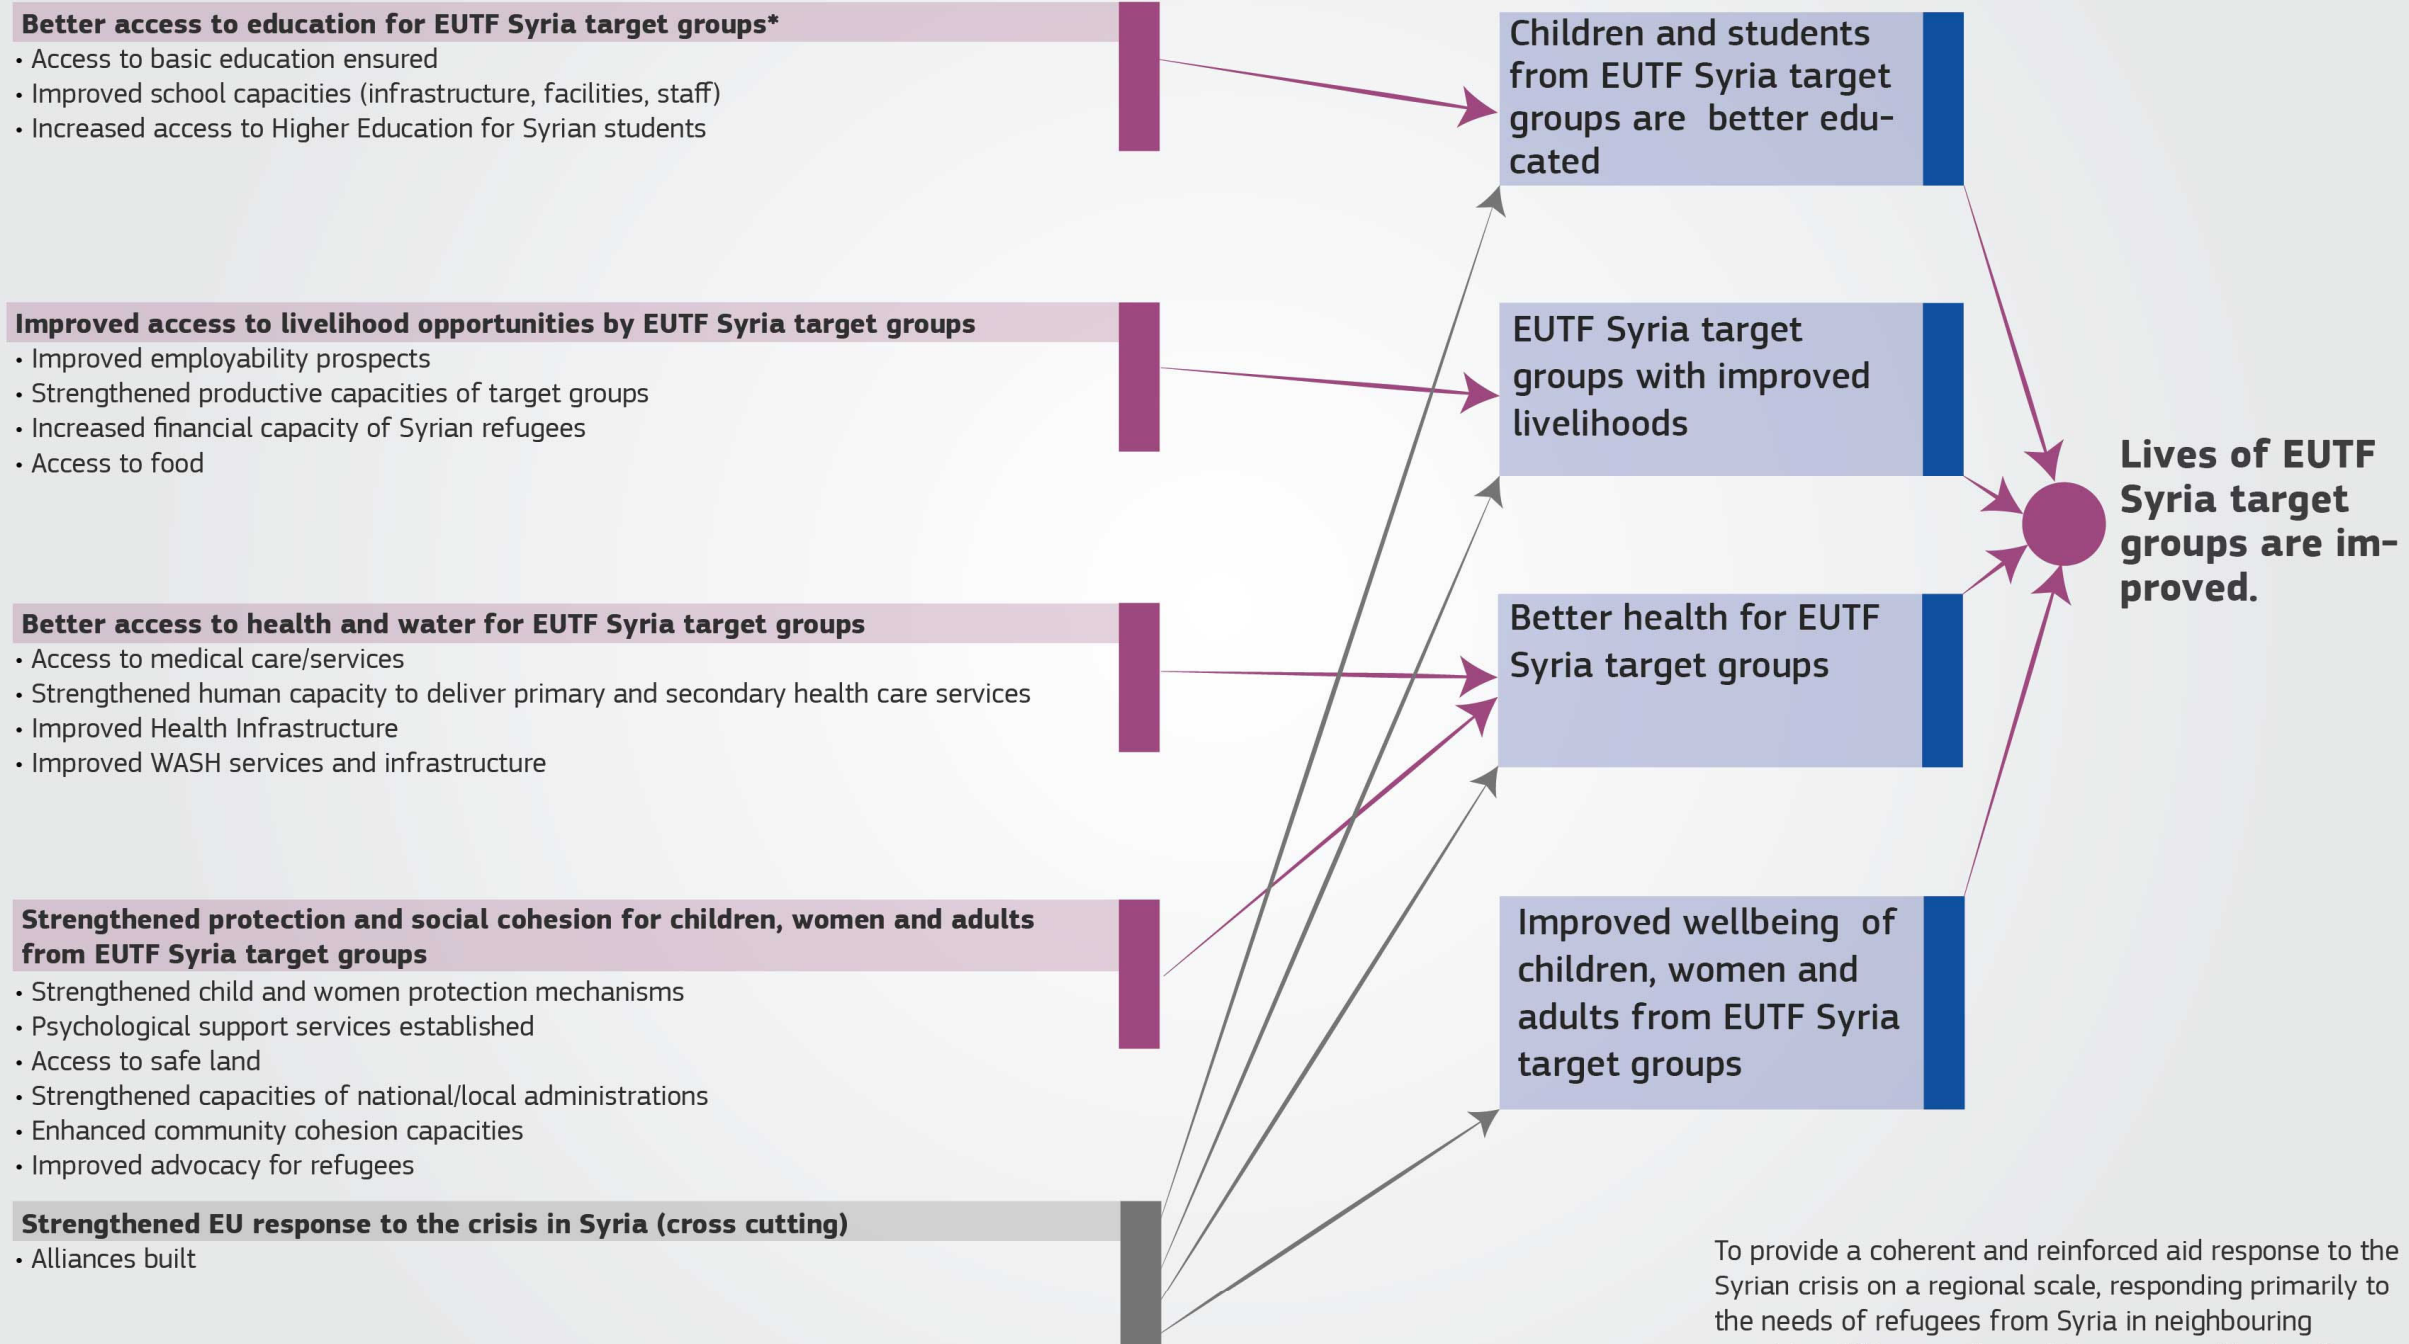 Better access to education for EUTF Syria target groups*
• Access to basic education ensured
• Improved school capacities (infrastructure, facilities, staff)
• Increased access to Higher Education for Syrian students
Improved access to livelihood opportunities by EUTF Syria target groups
• Improved employability prospects
• Strengthened productive capacities of target groups
• Increased financial capacity of Syrian refugees
• Access to food
Better access to health and water for EUTF Syria target groups
• Access to medical care/services
• Strengthened human capacity to deliver primary and secondary health care services
• Improved Health Infrastructure
• Improved WASH services and infrastructure
Strengthened protection and social cohesion for children, women and adults
from EUTF Syria target groups
• Strengthened child and women protection mechanisms
• Psychological support services established
• Access to safe land
• Strengthened capacities of national/local administrations
• Enhanced community cohesion capacities
• Improved advocacy for refugees
Strengthened EU response to the crisis in Syria (cross cutting)
• Alliances built
Children and students
from EUTF Syria target
groups are  better edu-
cated
EUTF Syria target
groups with improved
livelihoods
Better health for EUTF
Syria target groups
Improved wellbeing  of
children, women and
adults from EUTF Syria
target groups
Lives of EUTF
Syria target
groups are im-
proved.
To provide a coherent and reinforced aid response to the
Syrian crisis on a regional scale, responding primarily to
the needs of refugees from Syria in neighbouring